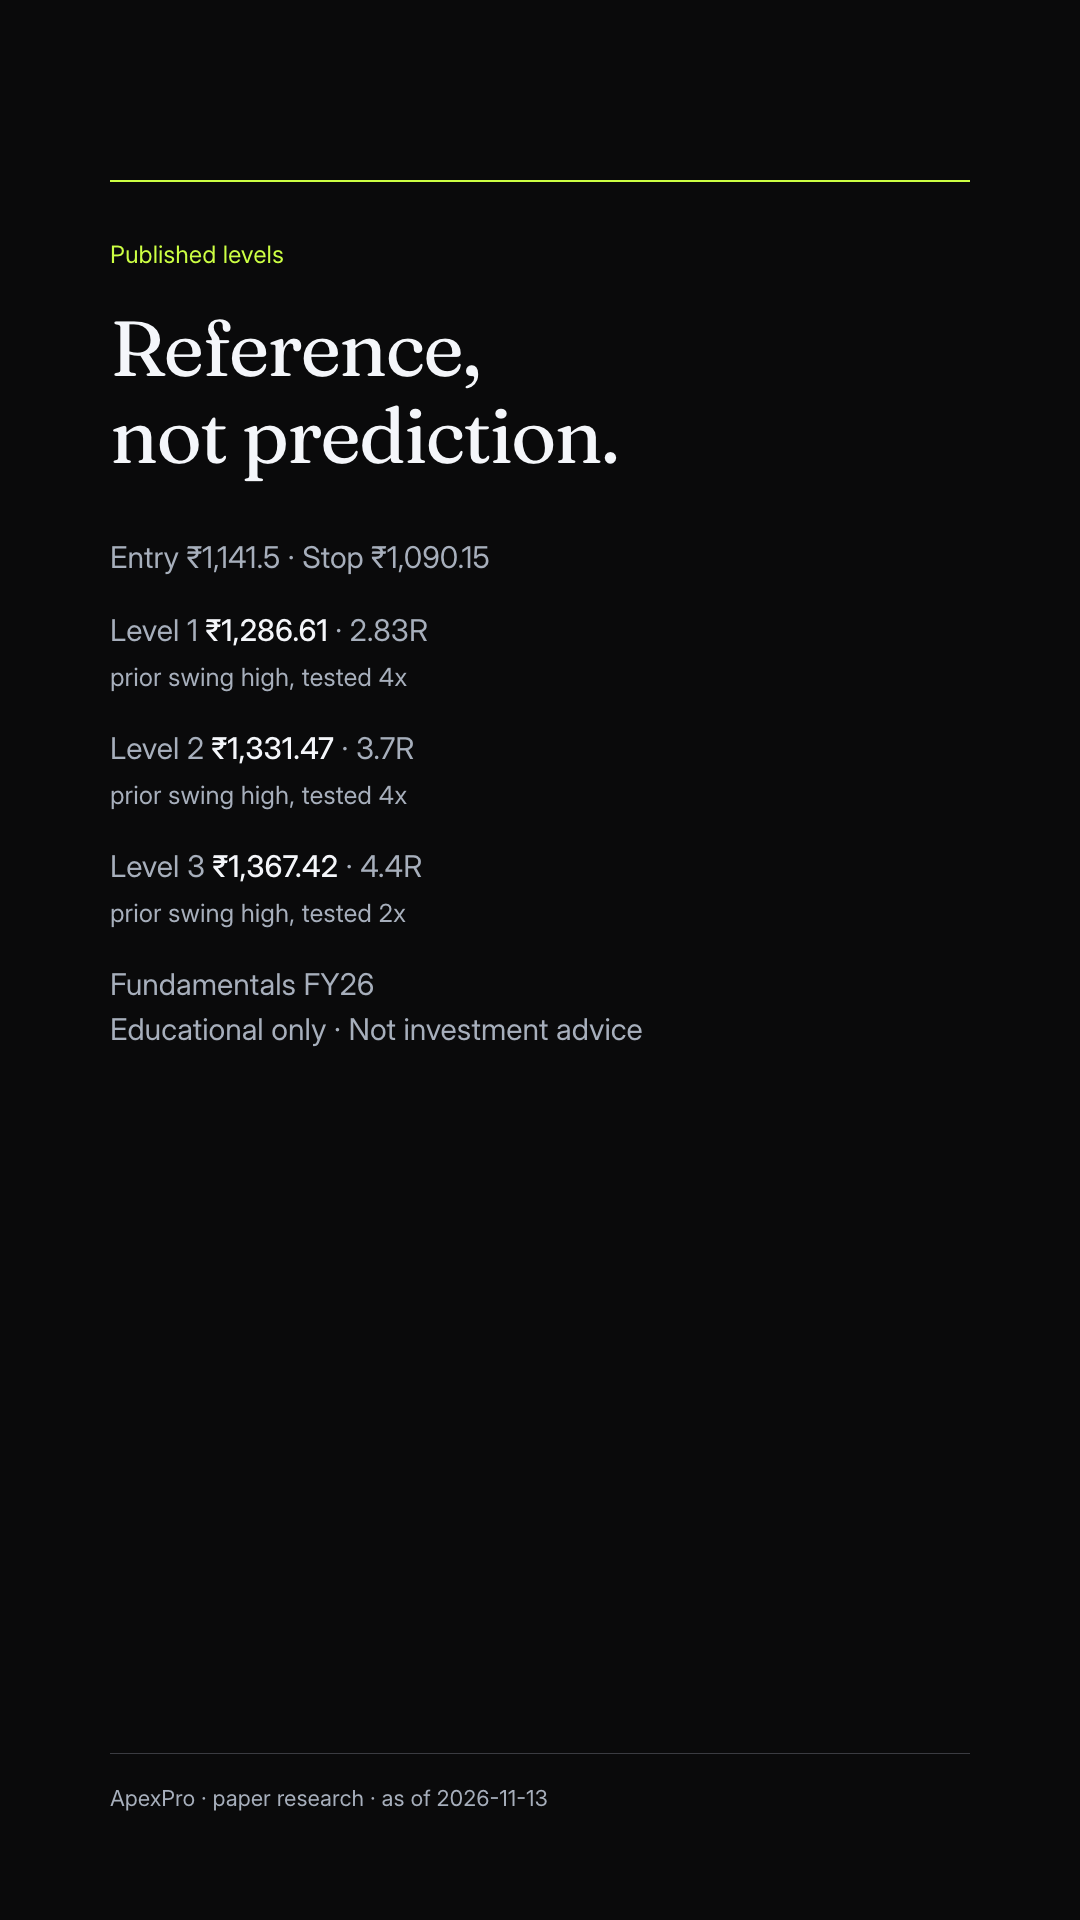 Published levels
Reference,
not prediction.
Entry ₹1,141.5 · Stop ₹1,090.15
Level 1 ₹1,286.61 · 2.83R
prior swing high, tested 4x
Level 2 ₹1,331.47 · 3.7R
prior swing high, tested 4x
Level 3 ₹1,367.42 · 4.4R
prior swing high, tested 2x
Fundamentals FY26
Educational only · Not investment advice
ApexPro · paper research · as of 2026-11-13